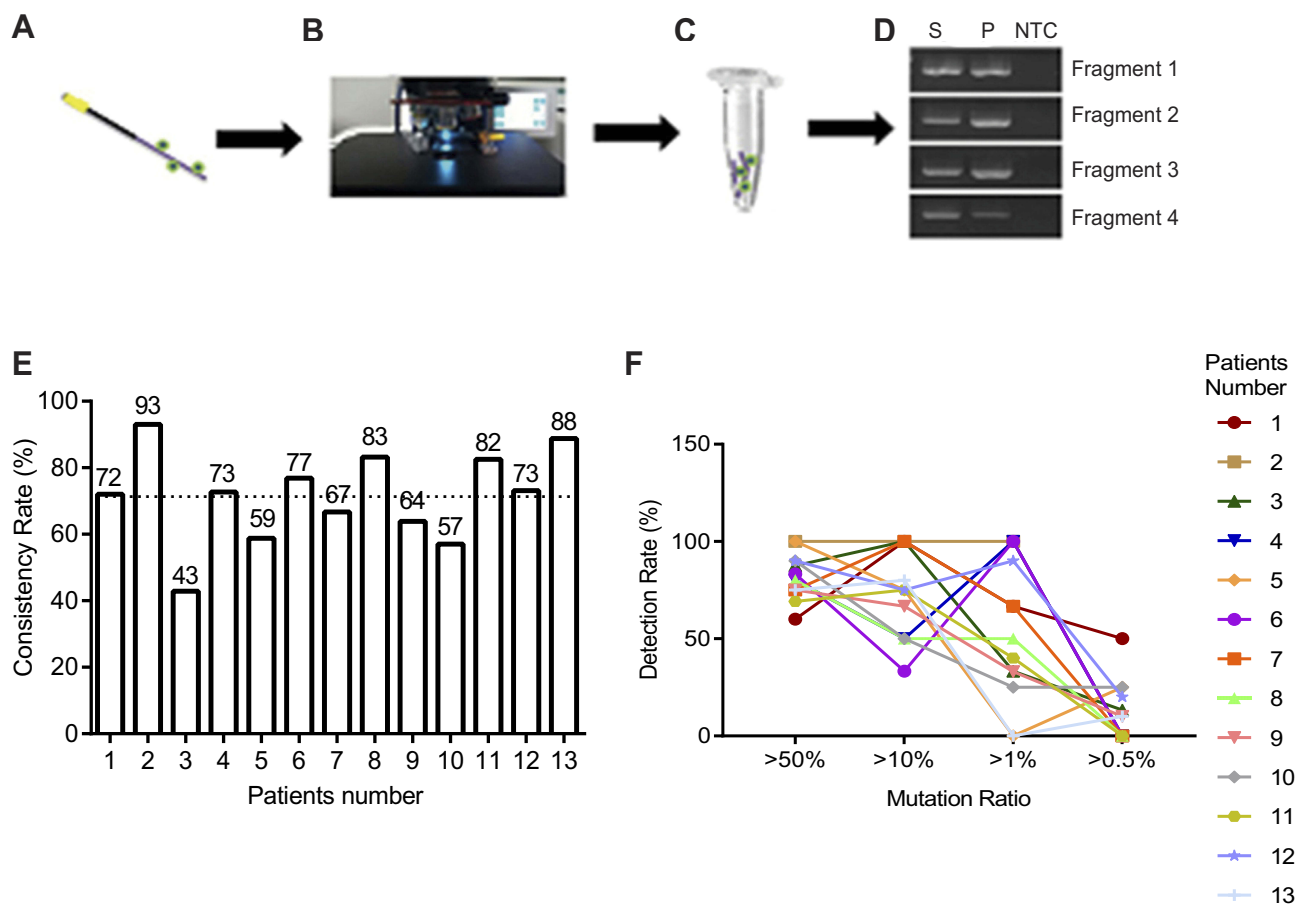 A
B
C
D
S P NTC
Fragment 1
Fragment 2
Fragment 3
Fragment 4
E
Consistency Rate (%)
100
80
60
40
20
0
72
93
43
73
59
77
67
83
64
57
82
73
88
1 2 3 4 5 6 7 8 9 10 11 12 13
Patients number
F
Detection Rate (%)
150
100
50
0
>50% >10% >1% >0.5%
Mutation Ratio
Patients
Number
1
2
3
4
5
6
7
8
9
10
11
12
13